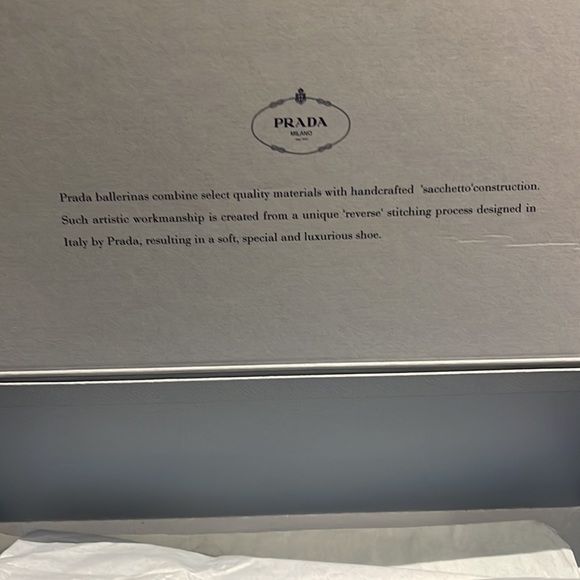 PRADA
MILANO
Prada ballerinas combine select quality materials with handcrafted 'sacchetto'construction.
Such artistic workmanship is created from a unique 'reverse' stitching process designed in
Italy by Prada, resulting in a soft, special and luxurious shoe.